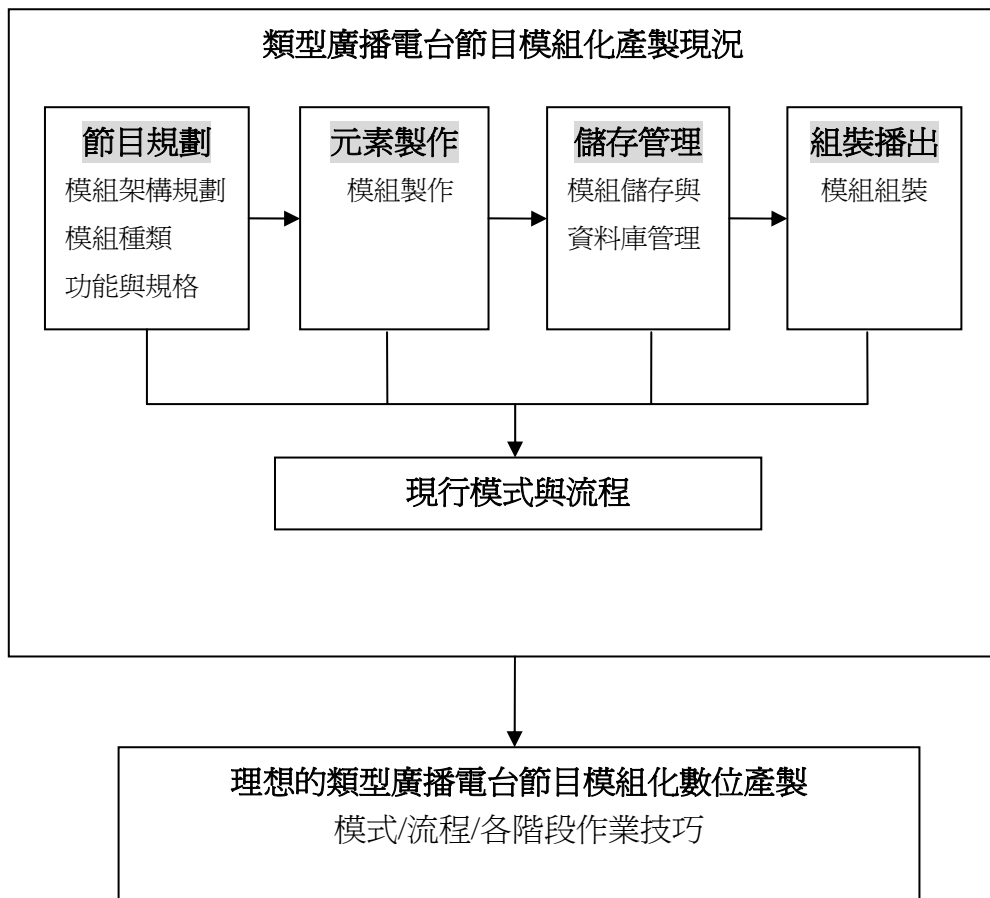 類型廣播電台節目模組化產製現況
節目規劃
模組架構規劃
模組種類
功能與規格
元素製作
模組製作
儲存管理
模組儲存與
資料庫管理
組裝播出
模組組裝
現行模式與流程
理想的類型廣播電台節目模組化數位產製
模式/流程/各階段作業技巧